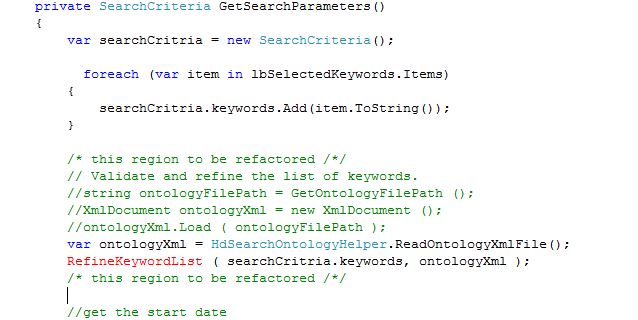 private SearchCriteria GetSearchParameters()
{
var searchCritria = new SearchCriteria();
foreach (var item in lbSelectedKeywords.Items)
{
searchCritria.keywords.Add(item.ToString());
}
/* this region to be refactored /*/
// Validate and refine the list of keywords.
//string ontologyFilePath = GetOntologyFilePath ();
//XmlDocument ontologyXml = new XmlDocument ();
//ontologyXml.Load ( ontologyFilePath );
var ontologyXml = HdSearchOntologyHelper.ReadOntologyXmlFile();
RefineKeywordList ( searchCritria.keywords, ontologyXml );
/* this region to be refactored /*/
//get the start date